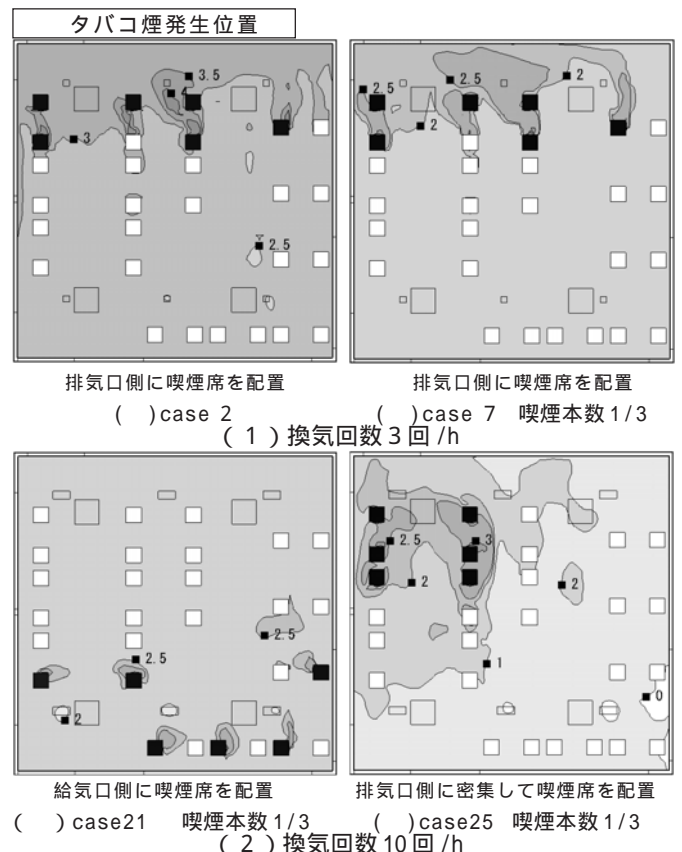 タバコ煙発生位置
3.5
4
3
2.5
2.5
2.5
2
2
排気口側に喫煙席を配置
排気口側に喫煙席を配置
( )case 2
( )case 7 喫煙本数1/3
(1)換気回数3回/h
2.5
2.5
2
2.5
3
2
2
1
0
給気口側に喫煙席を配置
排気口側に密集して喫煙席を配置
( )case21 喫煙本数1/3
( )case25 喫煙本数1/3
(2)換気回数10回/h